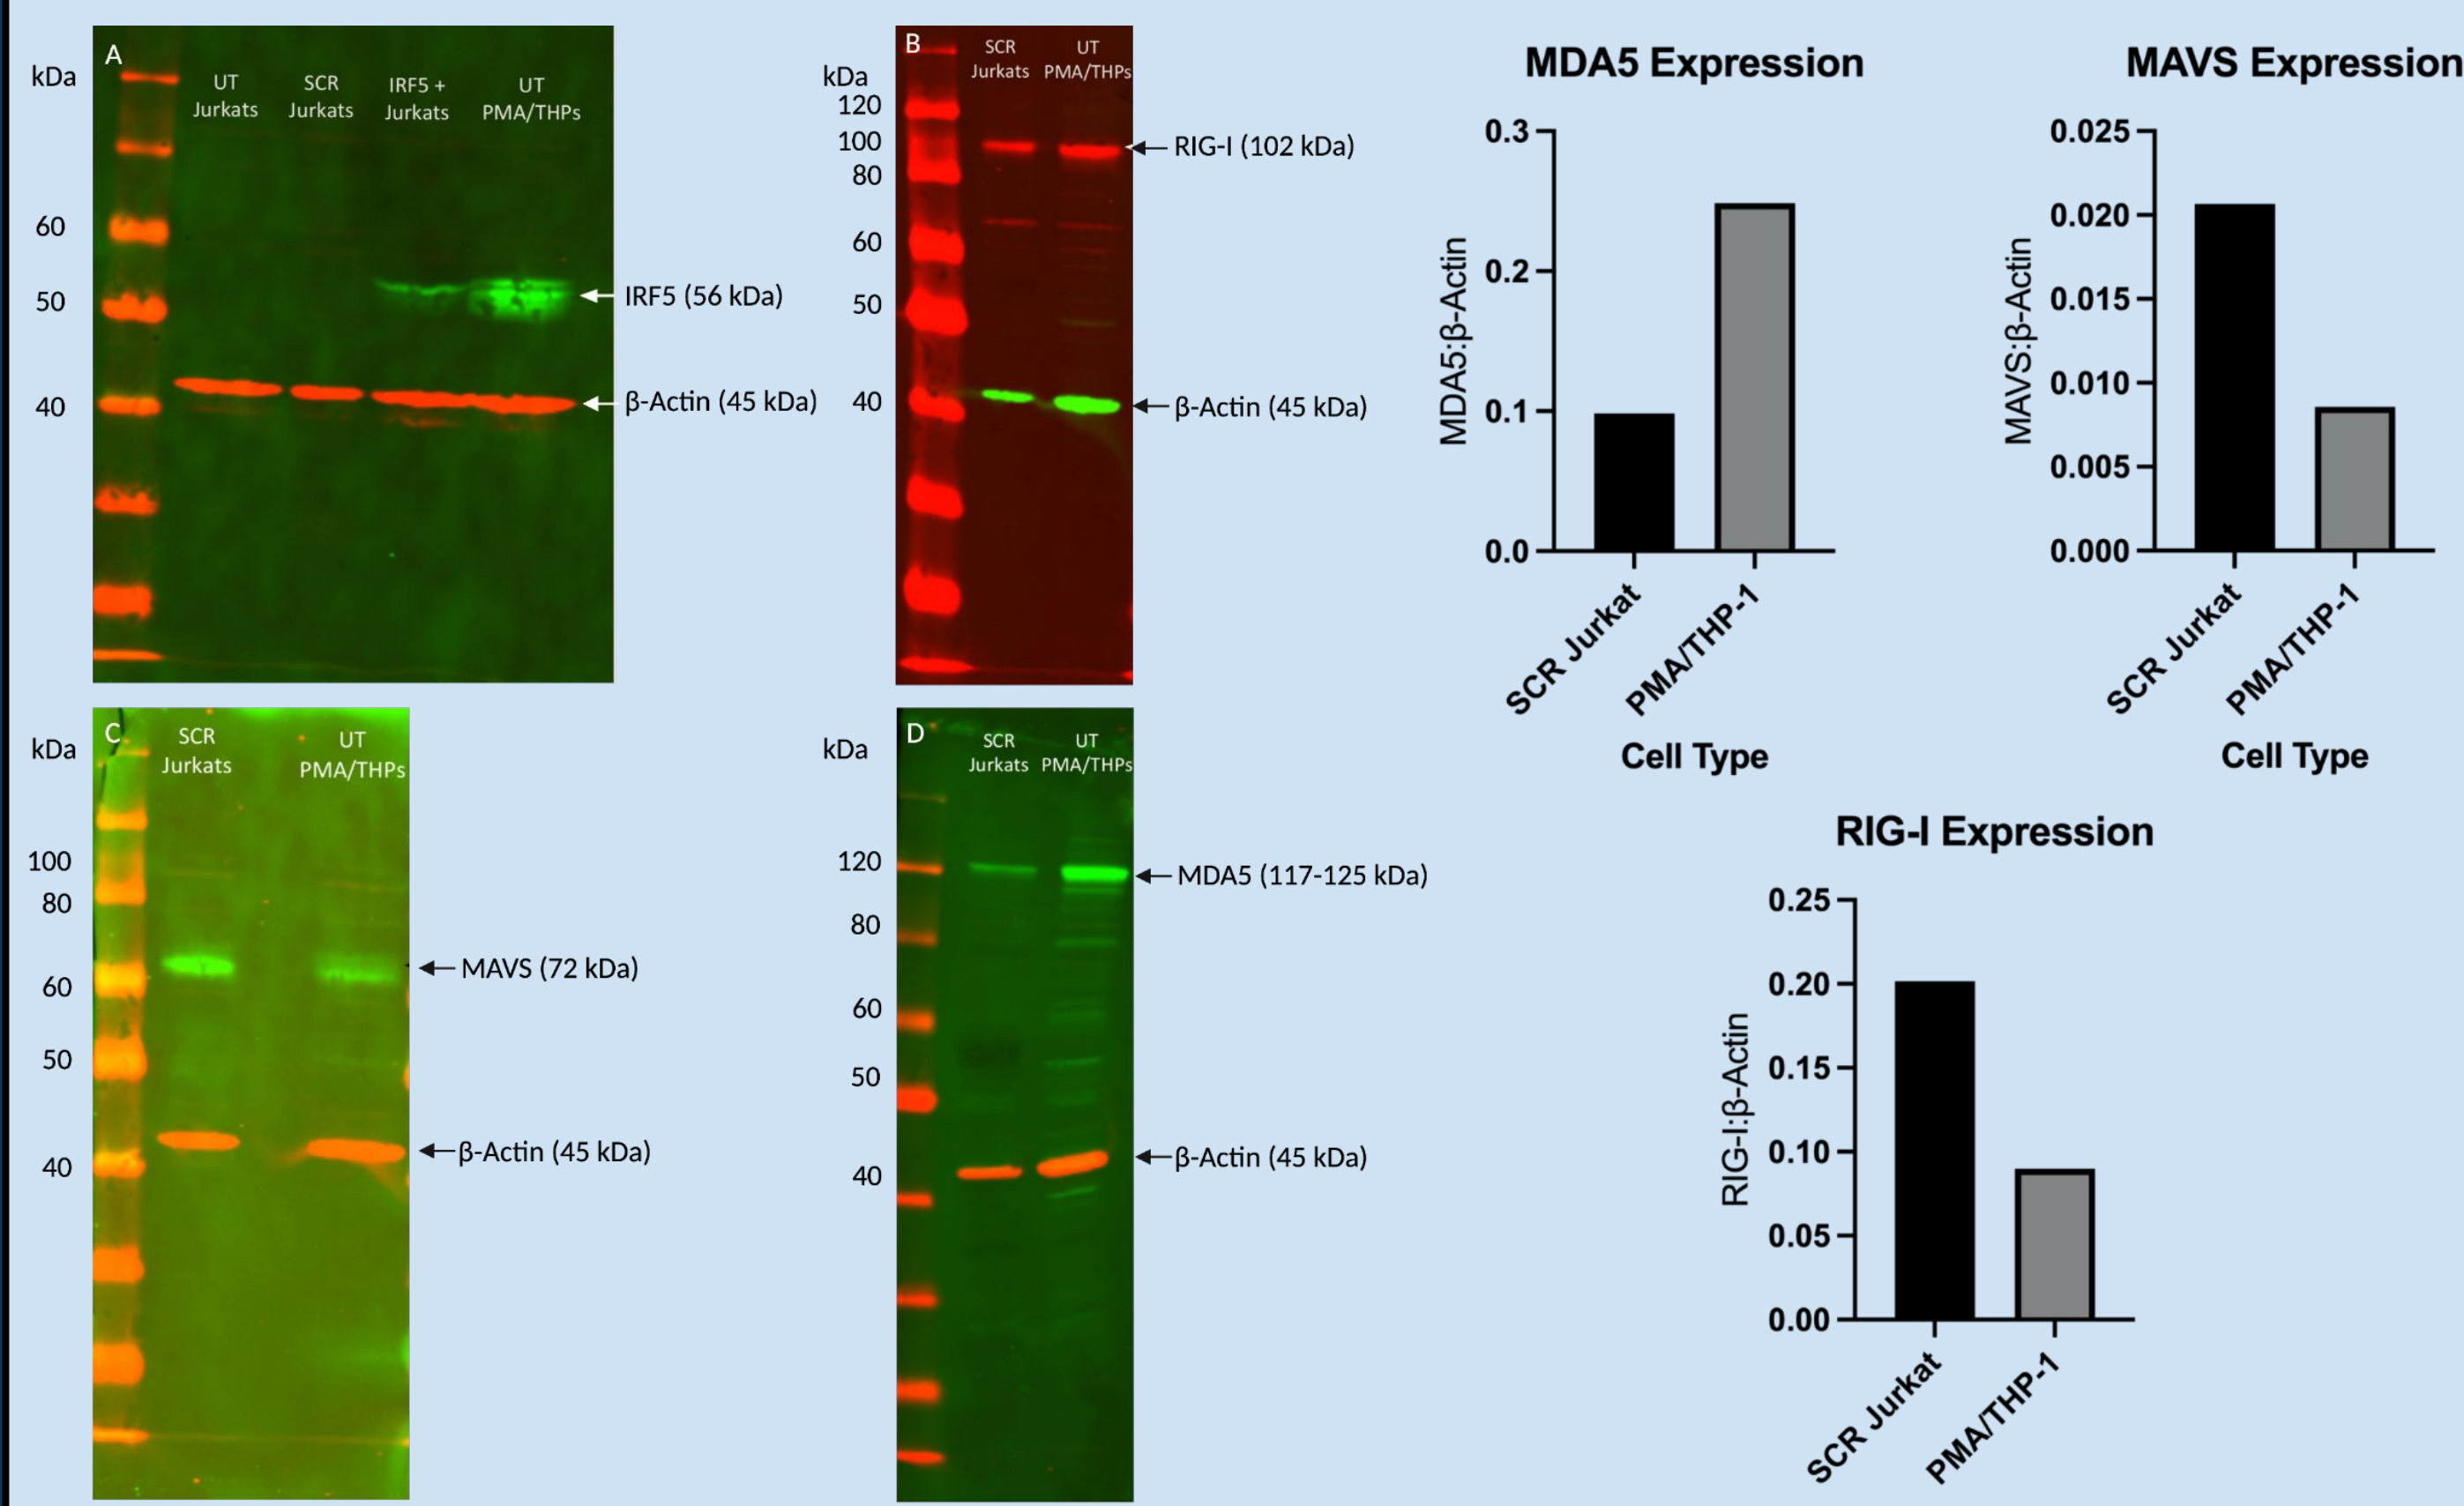 A
kDa
UT
Jurkats
SCR
Jurkats
IRF5 +
Jurkats
UT
PMA/THPs
60
50
40
IRF5 (56 kDa)
β-Actin (45 kDa)
B
kDa
SCR
Jurkats
UT
PMA/THPs
120
100
80
60
50
40
RIG-I (102 kDa)
β-Actin (45 kDa)
C
kDa
SCR
Jurkats
UT
PMA/THPs
100
80
60
50
40
MAVS (72 kDa)
β-Actin (45 kDa)
D
kDa
SCR
Jurkats
UT
PMA/THPs
120
80
60
50
40
MDA5 (117-125 kDa)
β-Actin (45 kDa)
MDA5 Expression
MDA5:β-Actin
0.3
0.2
0.1
0.0
SCR Jurkat
PMA/THP-1
Cell Type
MAVS Expression
MAVS:β-Actin
0.025
0.020
0.015
0.010
0.005
0.000
SCR Jurkat
PMA/THP-1
Cell Type
RIG-I Expression
RIG-I:β-Actin
0.25
0.20
0.15
0.10
0.05
0.00
SCR Jurkat
PMA/THP-1